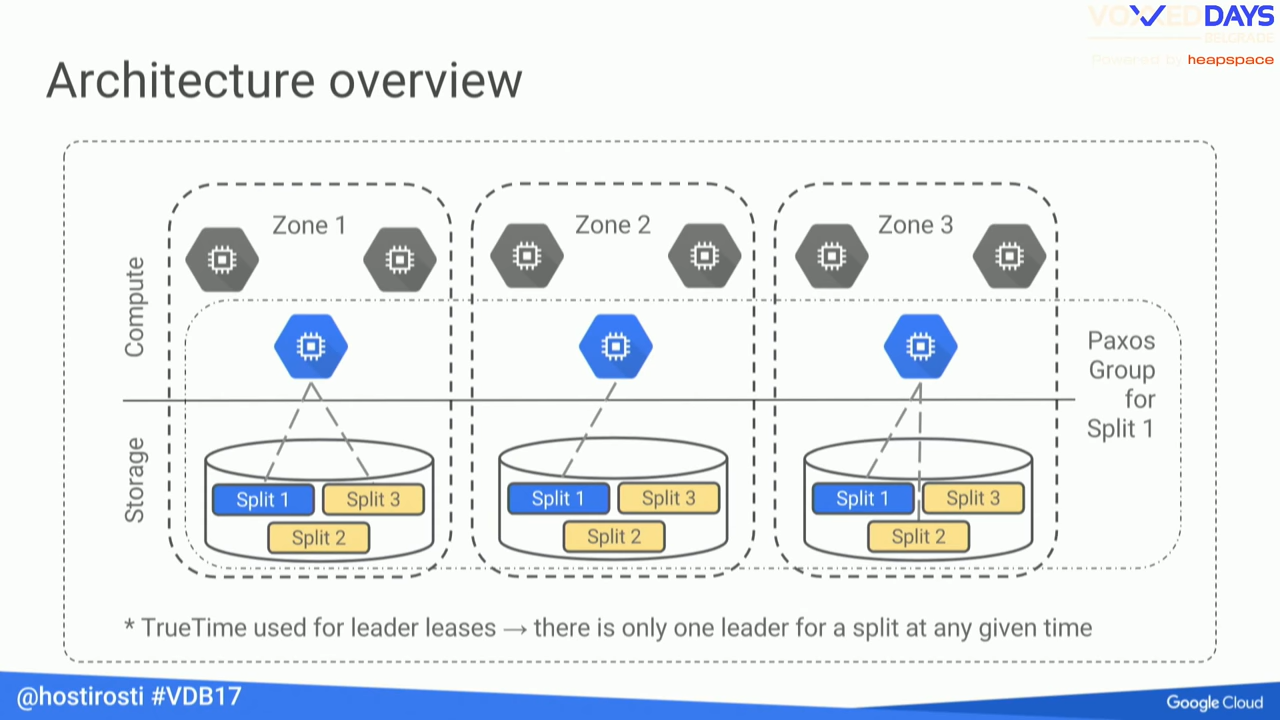 VOXXED DAYS
BELGRADE
Powered by heapspace
Architecture overview
Zone 1
Zone 2
Zone 3
Compute
Paxos
Group
for
Split 1
Storage
Split 1
Split 3
Split 2
Split 1
Split 3
Split 2
Split 1
Split 3
Split 2
* TrueTime used for leader leases → there is only one leader for a split at any given time
@hostirosti #VDB17
Google Cloud